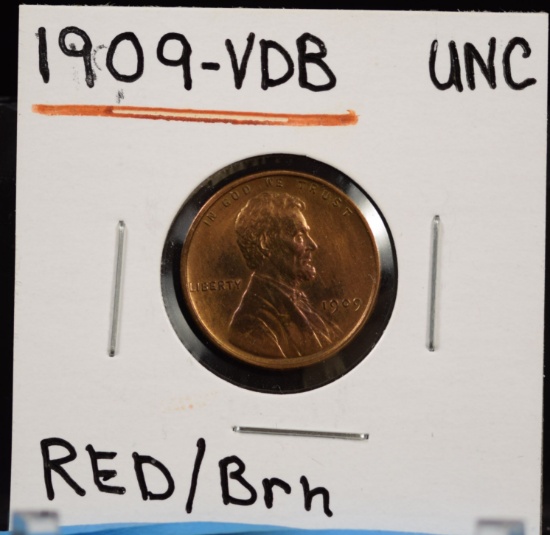 1909-VDB UNC
IN GOD WE TRUST
LIBERTY
1909
RED/Brn